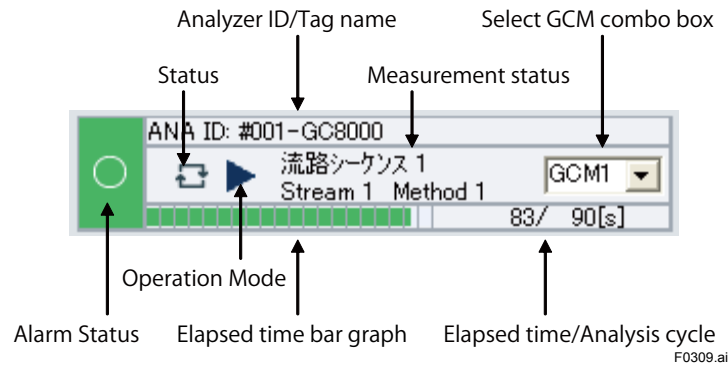 Analyzer ID/Tag name
Select GCM combo box
Status
Measurement status
ANA ID: #001-GC8000
流路シーケンス 1
GCM1
Stream 1 Method 1
83/ 90[s]
Operation Mode
Alarm Status
Elapsed time bar graph
Elapsed time/Analysis cycle
F0309.ai